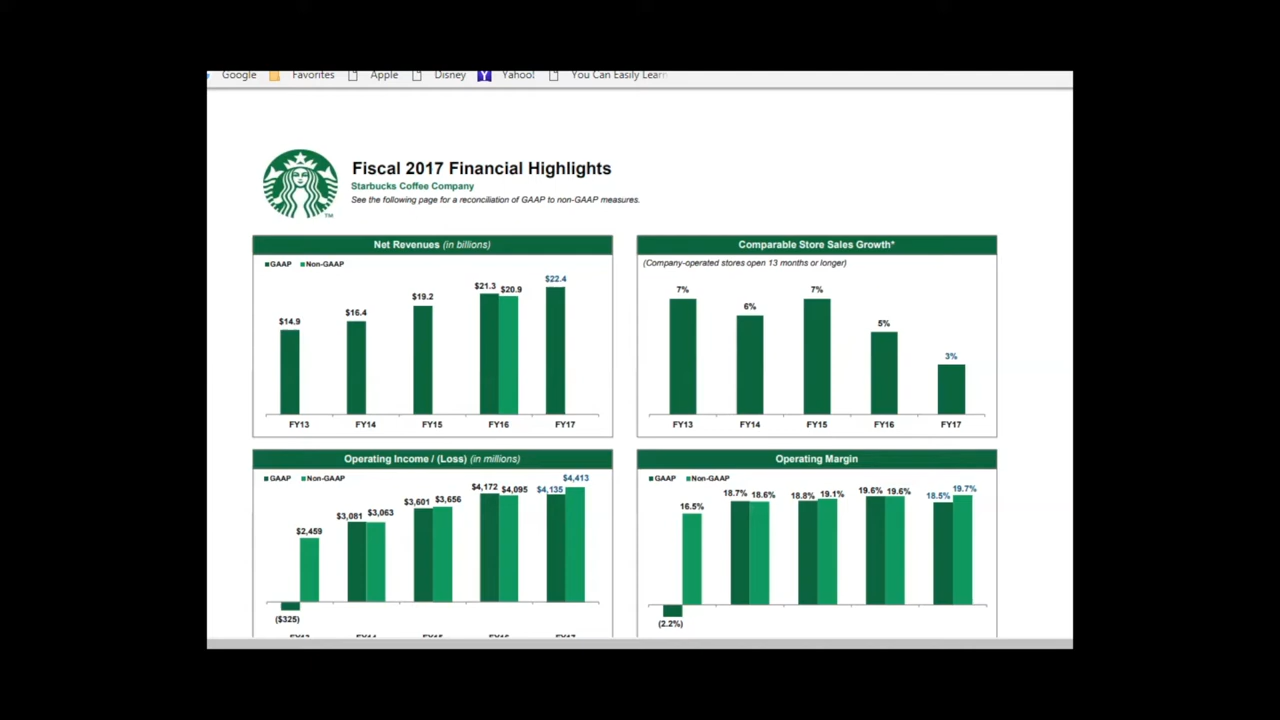 Google Favorites Apple Disney Yahoo! You Can Easily Learn
Fiscal 2017 Financial Highlights
Starbucks Coffee Company
See the following page for a reconciliation of GAAP to non-GAAP measures.
TM
Net Revenues (in billions)
GAAP Non-GAAP
$14.9 $16.4 $19.2 $21.3 $20.9 $22.4
FY13 FY14 FY15 FY16 FY17
Comparable Store Sales Growth*
(Company-operated stores open 13 months or longer)
7% 6% 7% 5% 3%
FY13 FY14 FY15 FY16 FY17
Operating Income / (Loss) (in millions)
GAAP Non-GAAP
($325) $2,459 $3,081 $3,063 $3,601 $3,656 $4,172 $4,095 $4,135 $4,413
FY13 FY14 FY15 FY16 FY17
Operating Margin
GAAP Non-GAAP
(2.2%) 16.5% 18.7% 18.6% 18.8% 19.1% 19.6% 19.6% 18.5% 19.7%